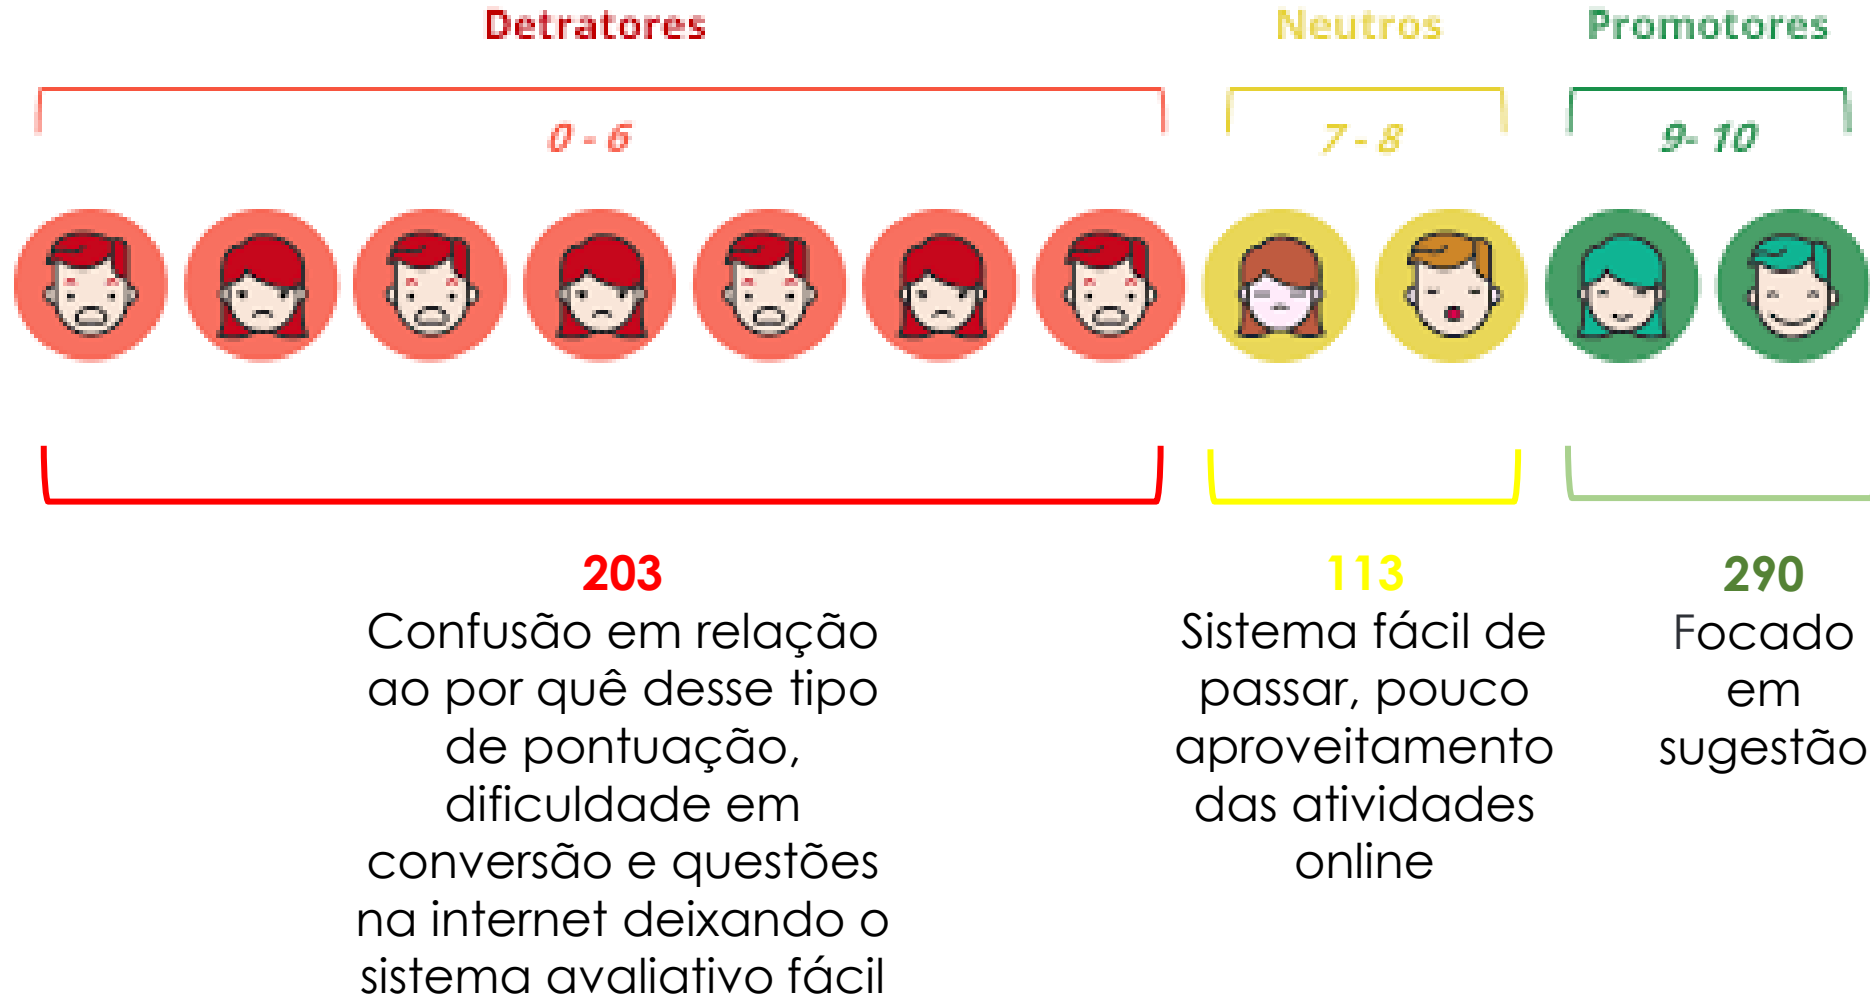 Detratores
Neutros
Promotores
0 - 6
7 - 8
9- 10
203
Confusão em relação
ao por quê desse tipo
de pontuação,
dificuldade em
conversão e questões
na internet deixando o
sistema avaliativo fácil
113
Sistema fácil de
passar, pouco
aproveitamento
das atividades
online
290
Focado
em
sugestão